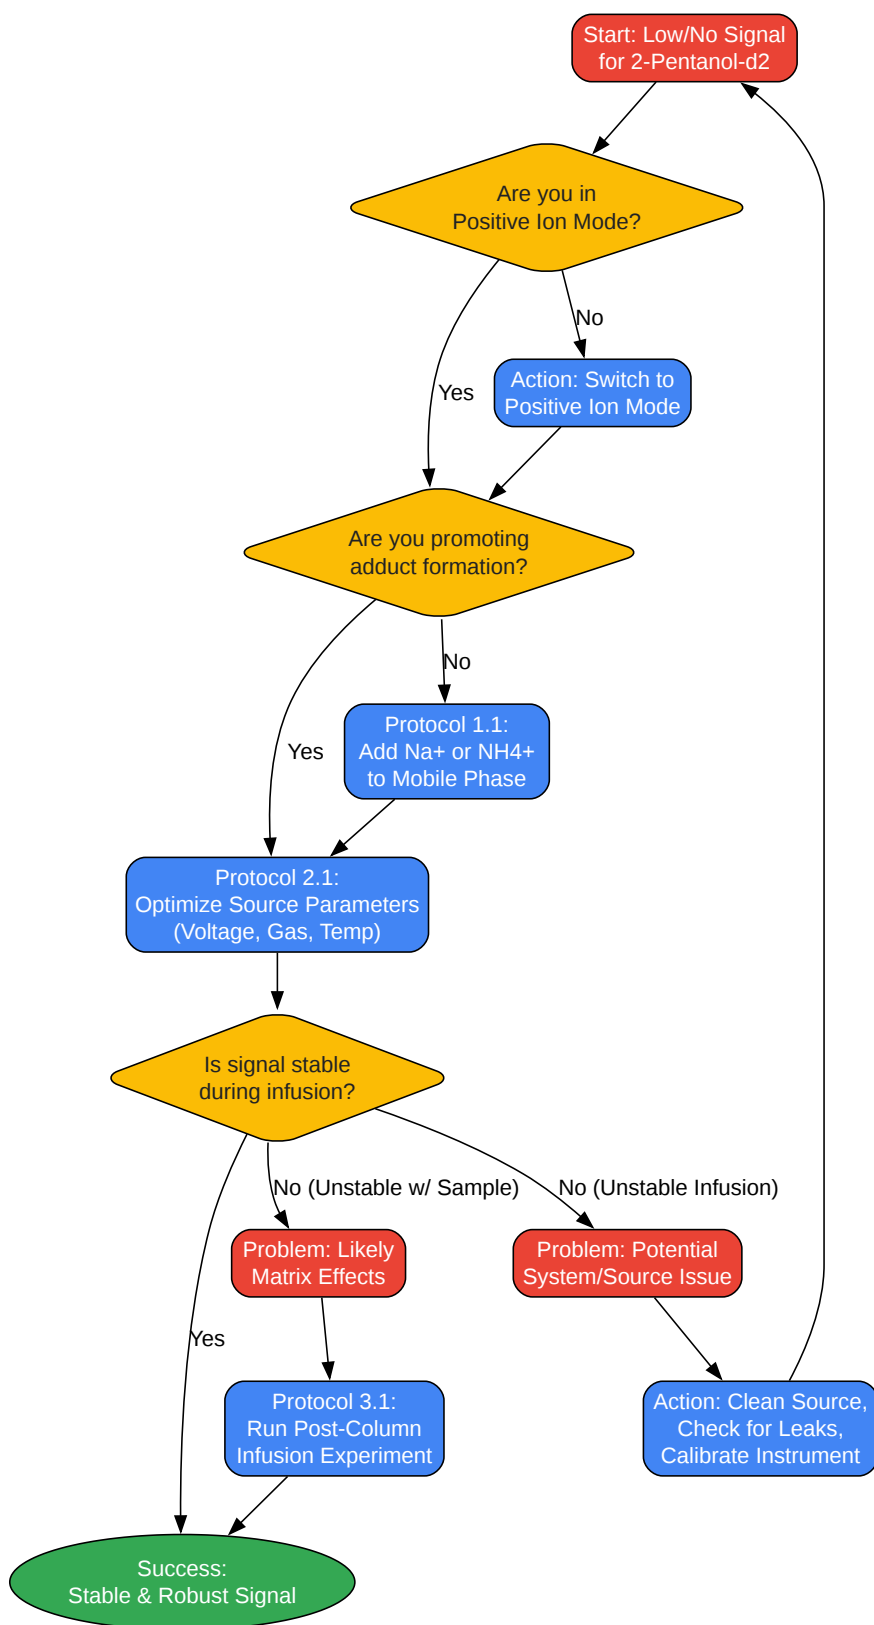 Start: Low/No Signal
for 2-Pentanol-d2
Are you in
Positive Ion Mode?
No
Action: Switch to
Positive Ion Mode
Yes
Are you promoting
adduct formation?
No
Protocol 1.1:
Add Na+ or NH4+
to Mobile Phase
Yes
Protocol 2.1:
Optimize Source Parameters
(Voltage, Gas, Temp)
Is signal stable
during infusion?
No (Unstable w/ Sample)
No (Unstable Infusion)
Problem: Likely
Matrix Effects
Problem: Potential
System/Source Issue
Yes
Protocol 3.1:
Run Post-Column
Infusion Experiment
Action: Clean Source,
Check for Leaks,
Calibrate Instrument
Success:
Stable & Robust Signal